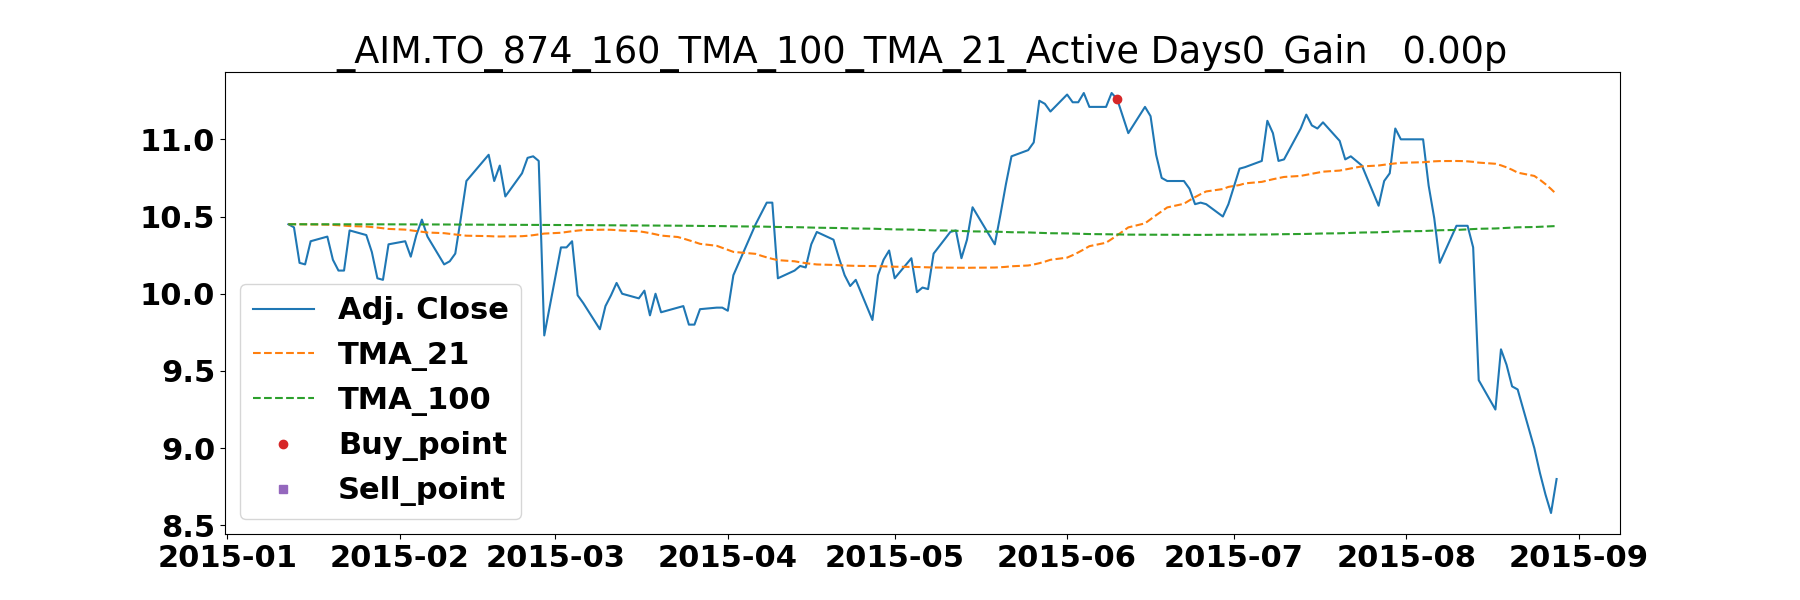 _AIM.TO_874_160_TMA_100_TMA_21_Active Days0_Gain   0.00p
11.0
10.5
10.0
9.5
9.0
8.5
Adj. Close
TMA_21
TMA_100
Buy_point
Sell_point
2015-01 2015-02 2015-03 2015-04 2015-05 2015-06 2015-07 2015-08 2015-09